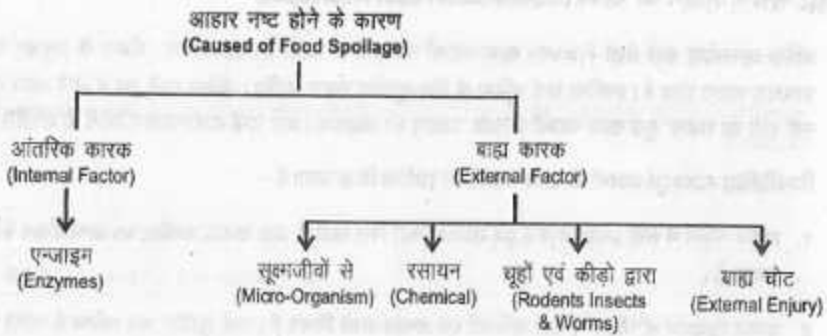 आहार नष्ट होने के कारण
(Caused of Food Spoilage)
आंतरिक कारक
(Internal Factor)
बाह्य कारक
(External Factor)
एन्जाइम
(Enzymes)
सूक्ष्मजीवों से
(Micro-Organism)
रसायन
(Chemical)
चूहों एवं कीड़ो द्वारा
(Rodents Insects
& Worms)
बाह्य चोट
(External Enjury)